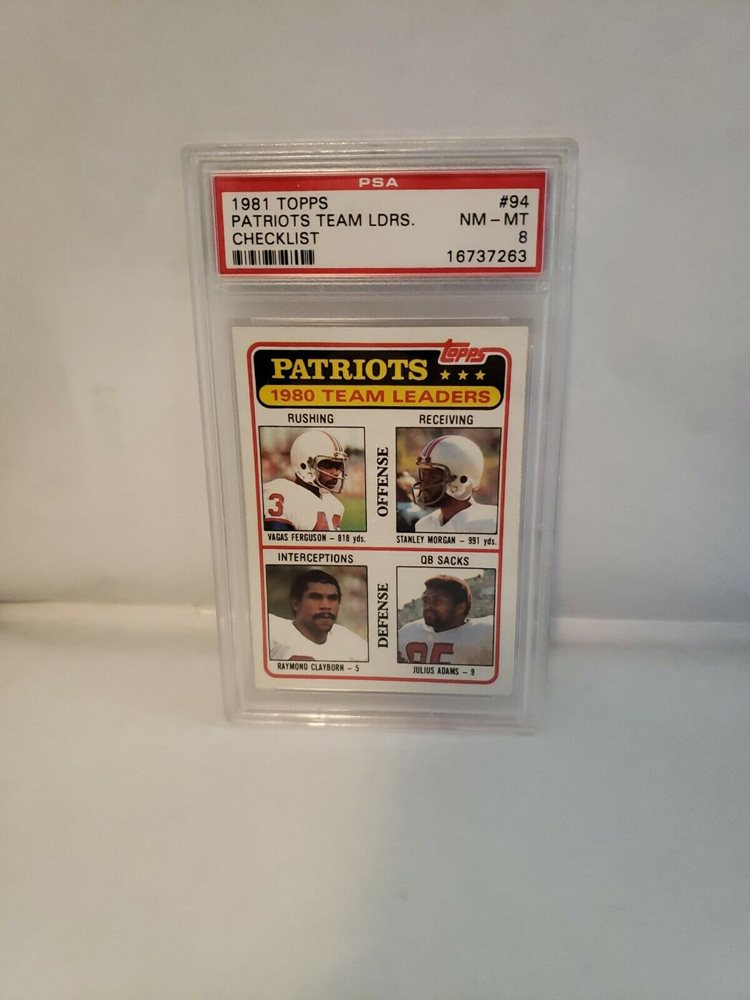 PSA
1981 TOPPS #94
PATRIOTS TEAM LDRS. NM - MT
CHECKLIST 8
16737263
topps
PATRIOTS
1980 TEAM LEADERS
RUSHING RECEIVING
OFFENSE
3
VAGAS FERGUSON - 818 yds. STANLEY MORGAN - 991 yds.
INTERCEPTIONS QB SACKS
DEFENSE
85
RAYMOND CLAYBORN - 5 JULIUS ADAMS - 9